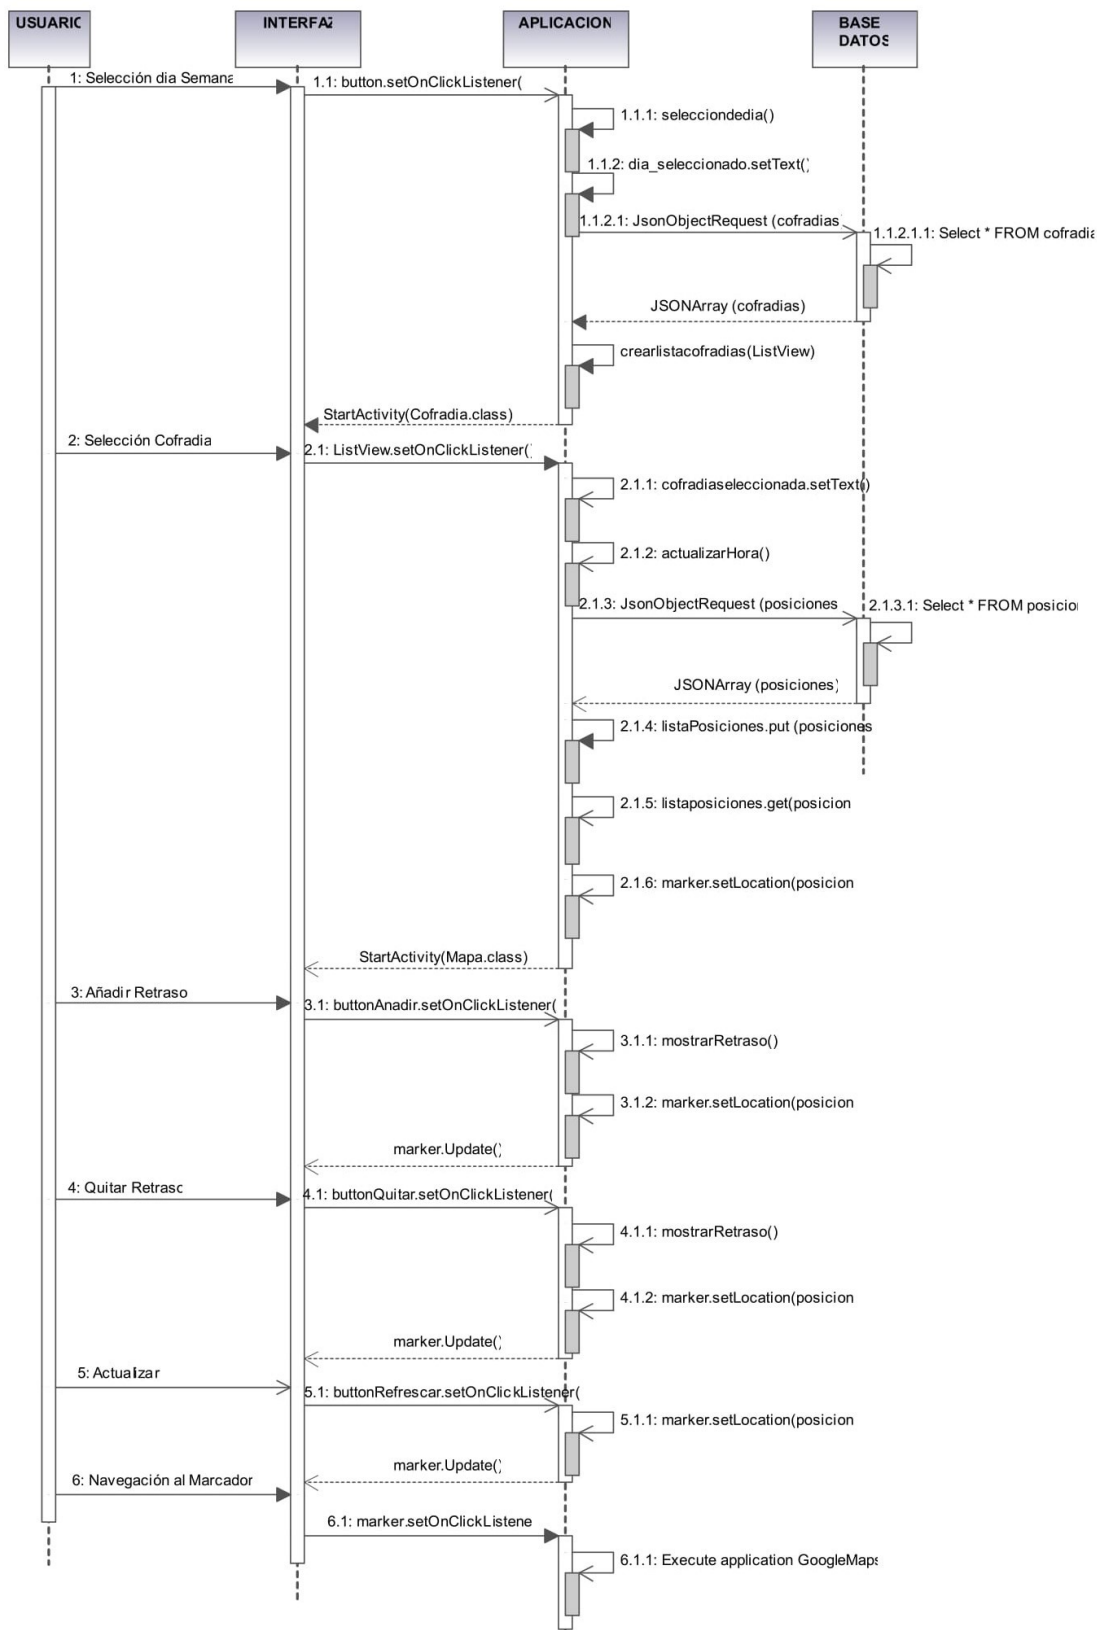 USUARIO
INTERFAZ
APLICACION
BASE
DATOS
1: Selección dia Semana
1.1: button.setOnClickListener(
1.1.1: selecciondedia()
1.1.2: dia_seleccionado.setText()
1.1.2.1: JsonObjectRequest (cofradias
1.1.2.1.1: Select * FROM cofradia
JSONArray (cofradias)
crearlistacofradias(ListView)
StartActivity(Cofradia.class)
2: Selección Cofradia
2.1: ListView.setOnClickListener()
2.1.1: cofradiaseleccionada.setText()
2.1.2: actualizarHora()
2.1.3: JsonObjectRequest (posiciones
2.1.3.1: Select * FROM posicio
JSONArray (posiciones)
2.1.4: listaPosiciones.put (posiciones
2.1.5: listaposiciones.get(posicion
2.1.6: marker.setLocation(posicion
StartActivity(Mapa.class)
3: Añadir Retraso
3.1: buttonAnadir.setOnClickListener(
3.1.1: mostrarRetraso()
3.1.2: marker.setLocation(posicion
marker.Update()
4: Quitar Retraso
4.1: buttonQuitar.setOnClickListener(
4.1.1: mostrarRetraso()
4.1.2: marker.setLocation(posicion
marker.Update()
5: Actualizar
5.1: buttonRefrescar.setOnClickListener(
5.1.1: marker.setLocation(posicion
marker.Update()
6: Navegación al Marcador
6.1: marker.setOnClickListene
6.1.1: Execute application GoogleMaps